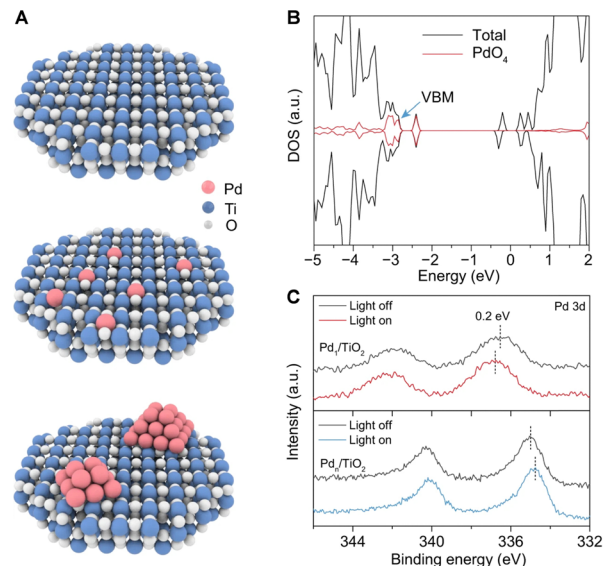 A
Pd
Ti
O
B
Total
PdO₄
VBM
DOS (a.u.)
-5 -4 -3 -2 -1 0 1 2
Energy (eV)
C
Light off
Light on
Pd 3d
0.2 eV
Pd₁/TiO₂
Light off
Light on
Pdₙ/TiO₂
Intensity (a.u.)
344 340 336 332
Binding energy (eV)